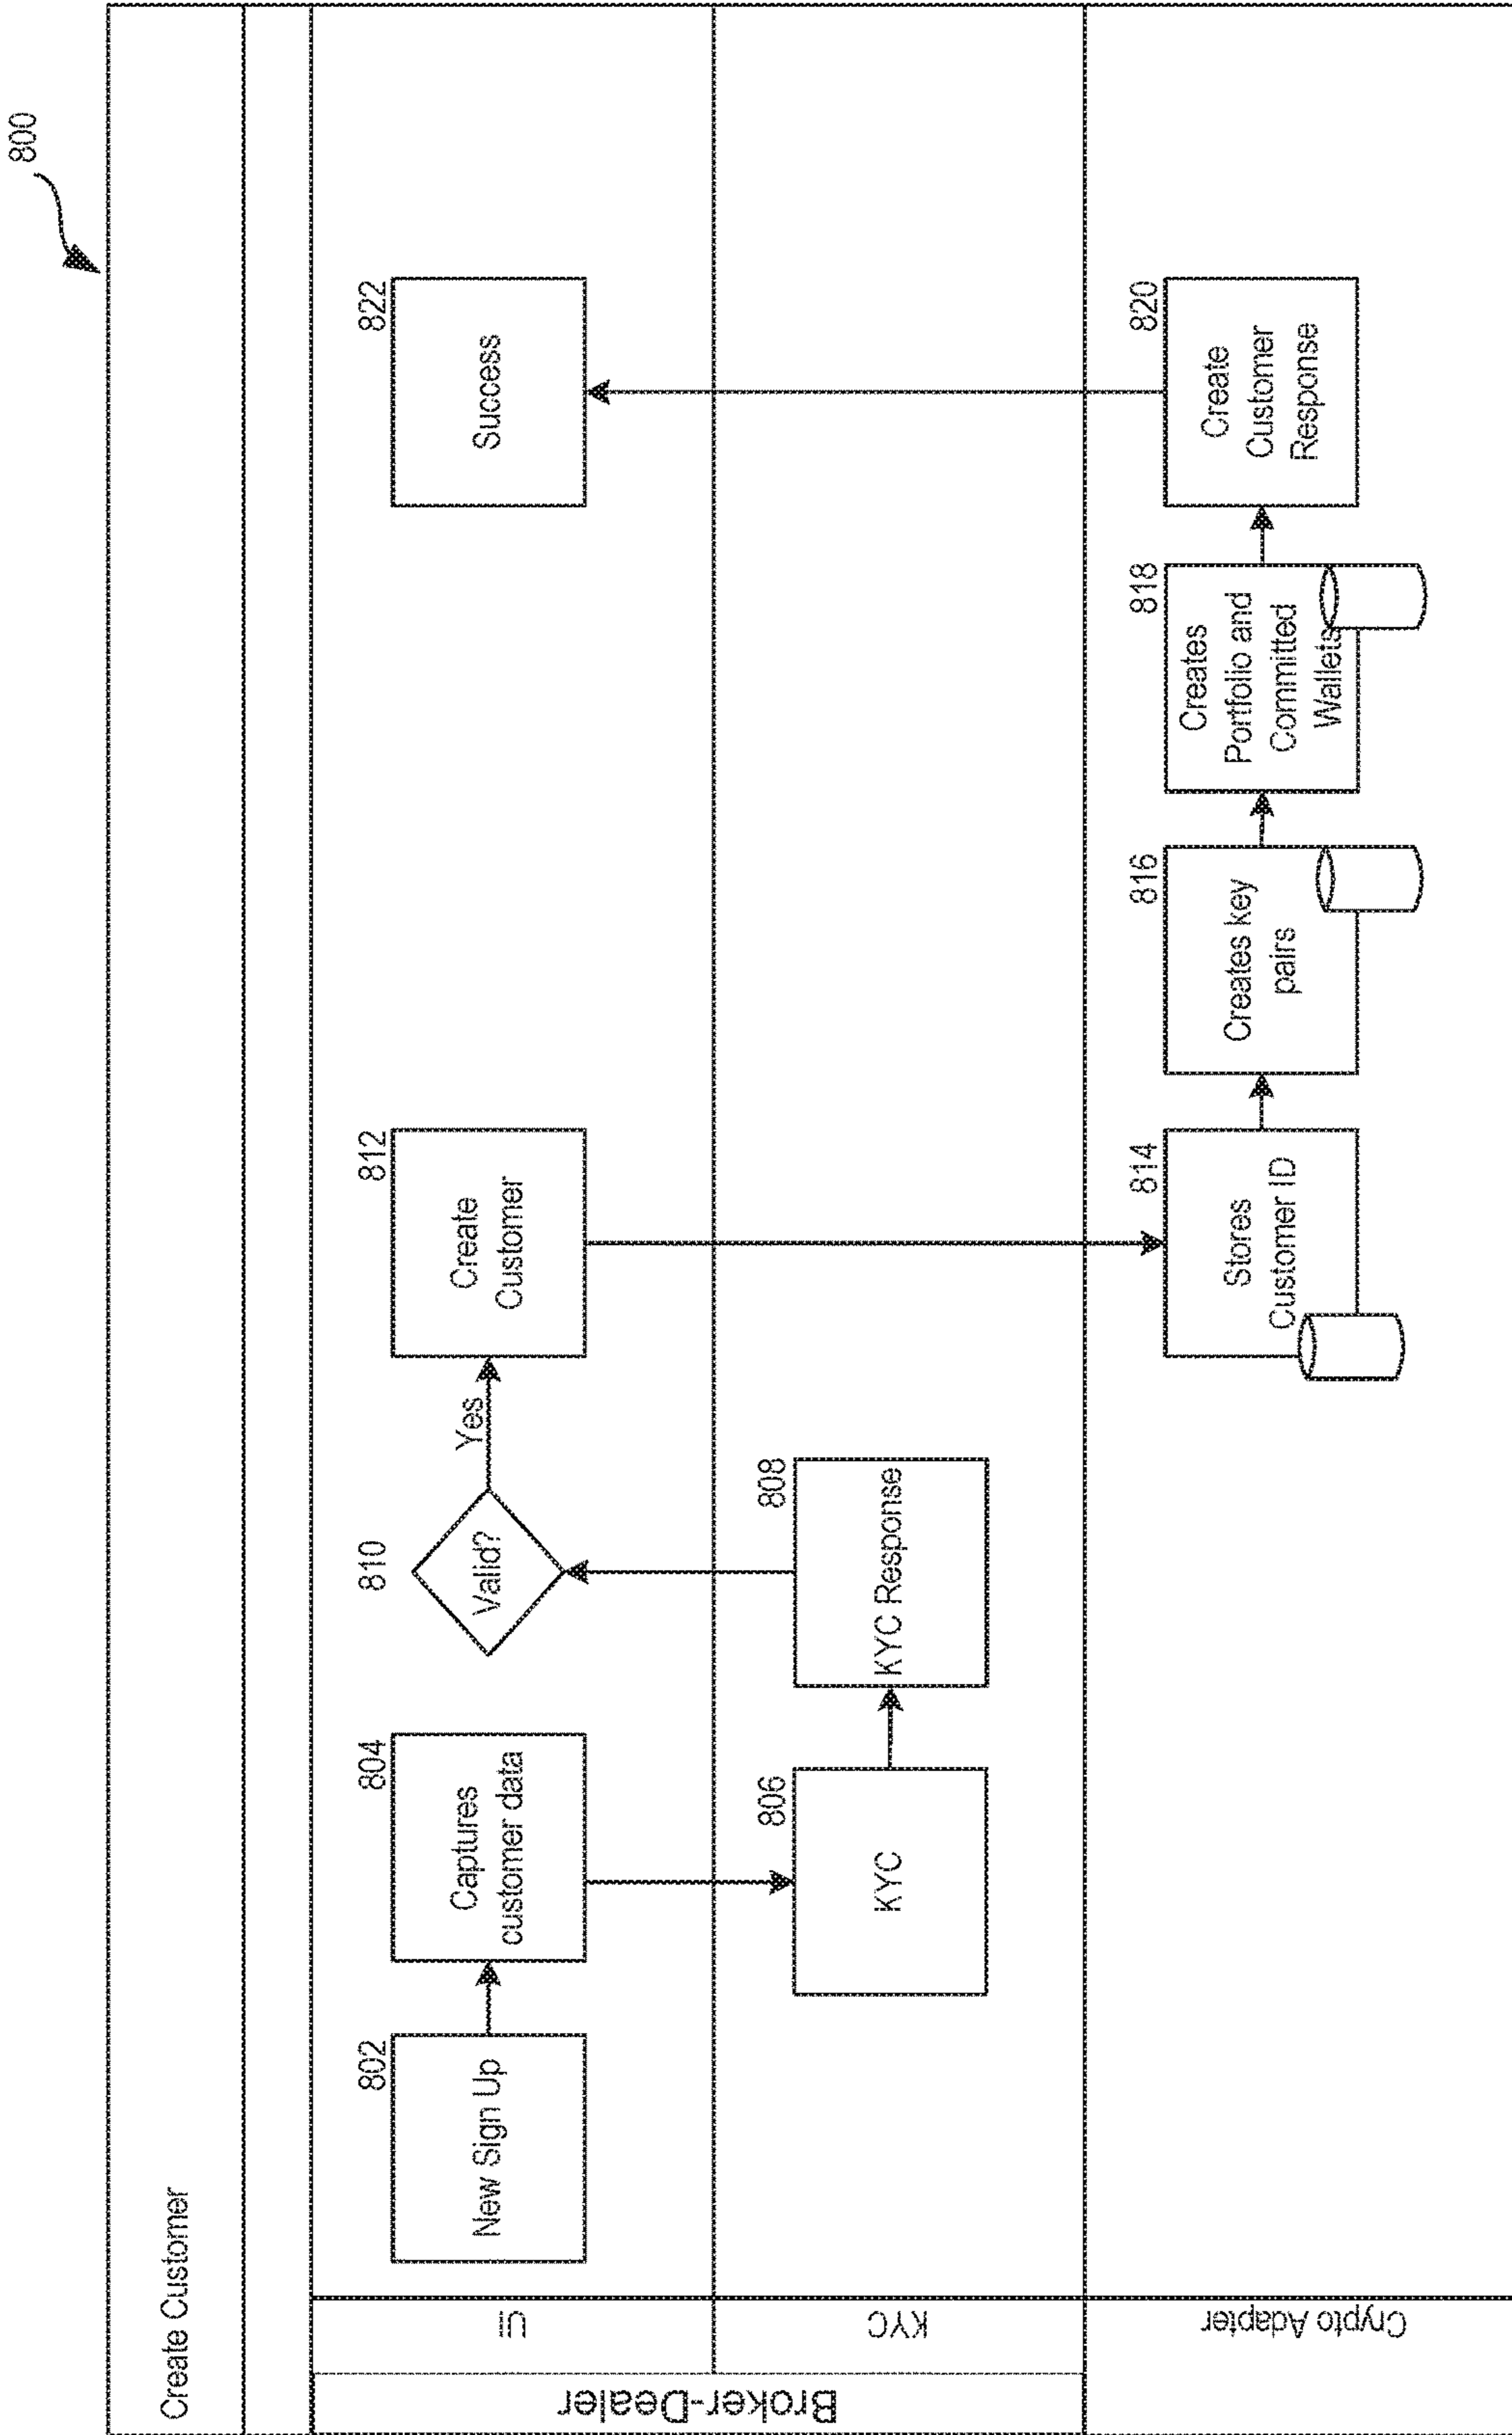 800
Create Customer
Broker-Dealer
UI
802
New Sign Up
804
Captures
customer data
810
Valid?
Yes
812
Create
Customer
822
Success
KYC
806
KYC
808
KYC Response
Crypto Adapter
814
Stores
Customer ID
816
Creates key
pairs
818
Creates
Portfolio and
Committed
Wallets
820
Create
Customer
Response